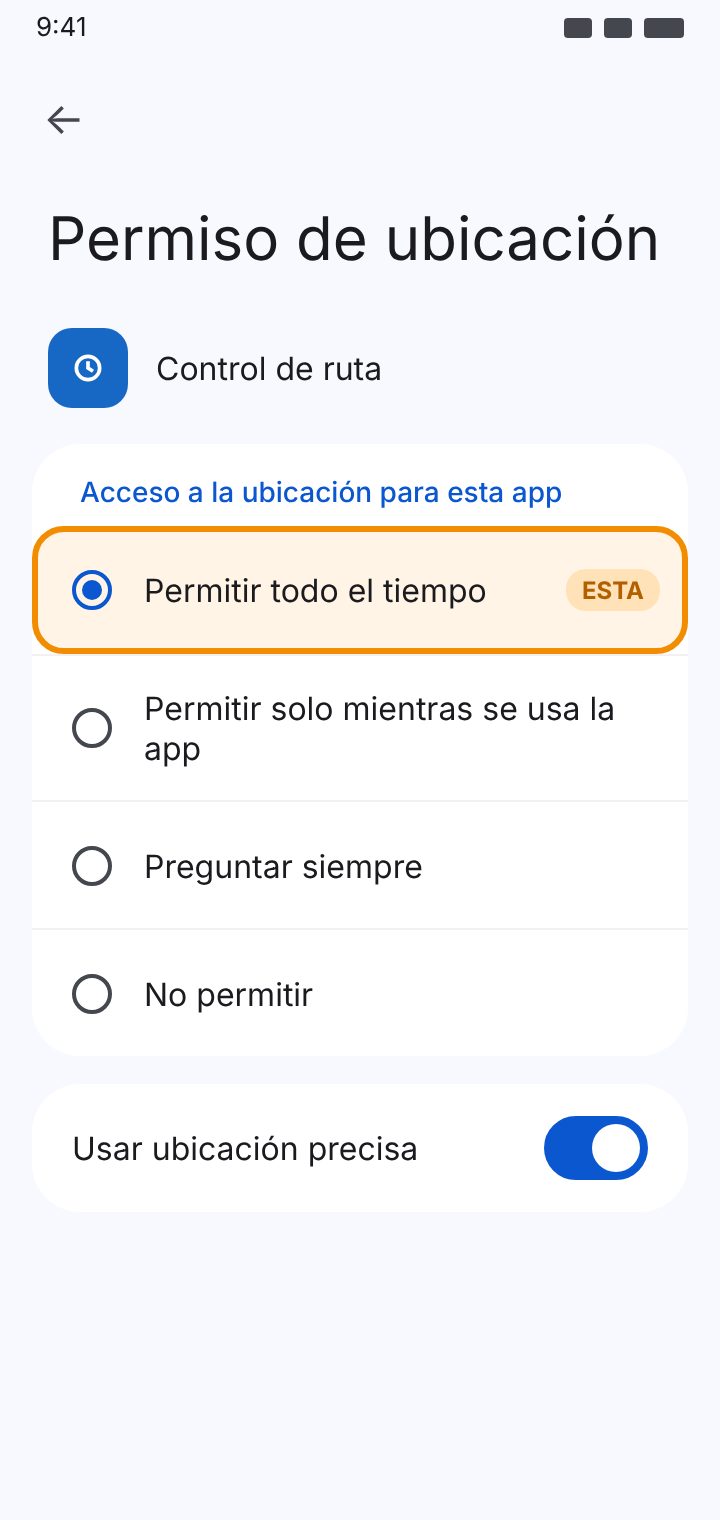 9:41
Permiso de ubicación
Control de ruta
Acceso a la ubicación para esta app
Permitir todo el tiempo ESTA
Permitir solo mientras se usa la
app
Preguntar siempre
No permitir
Usar ubicación precisa